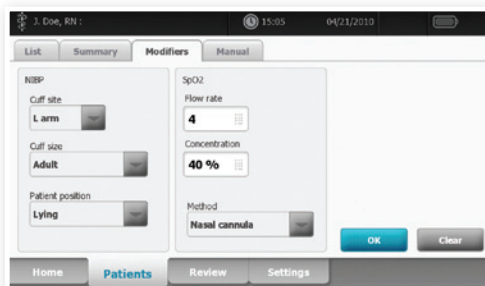 J. Doe, RN : 15:05 04/21/2010
List Summary Modifiers Manual
NIBP
Cuff site
L arm
Cuff size
Adult
Patient position
Lying
SpO2
Flow rate
4
Concentration
40 %
Method
Nasal cannula
OK Clear
Home Patients Review Settings